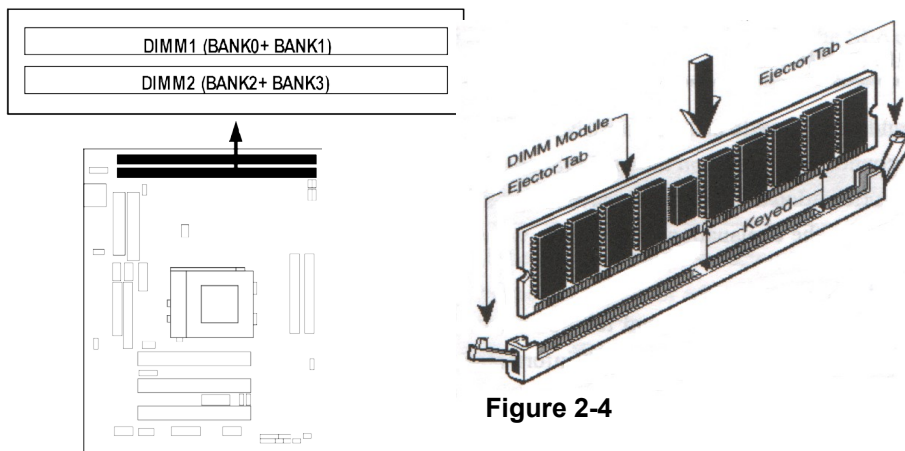 DIMM1 (BANK0+ BANK1)
DIMM2 (BANK2+ BANK3)
Ejector Tab
DIMM Module
Ejector Tab
Keyed
Figure 2-4